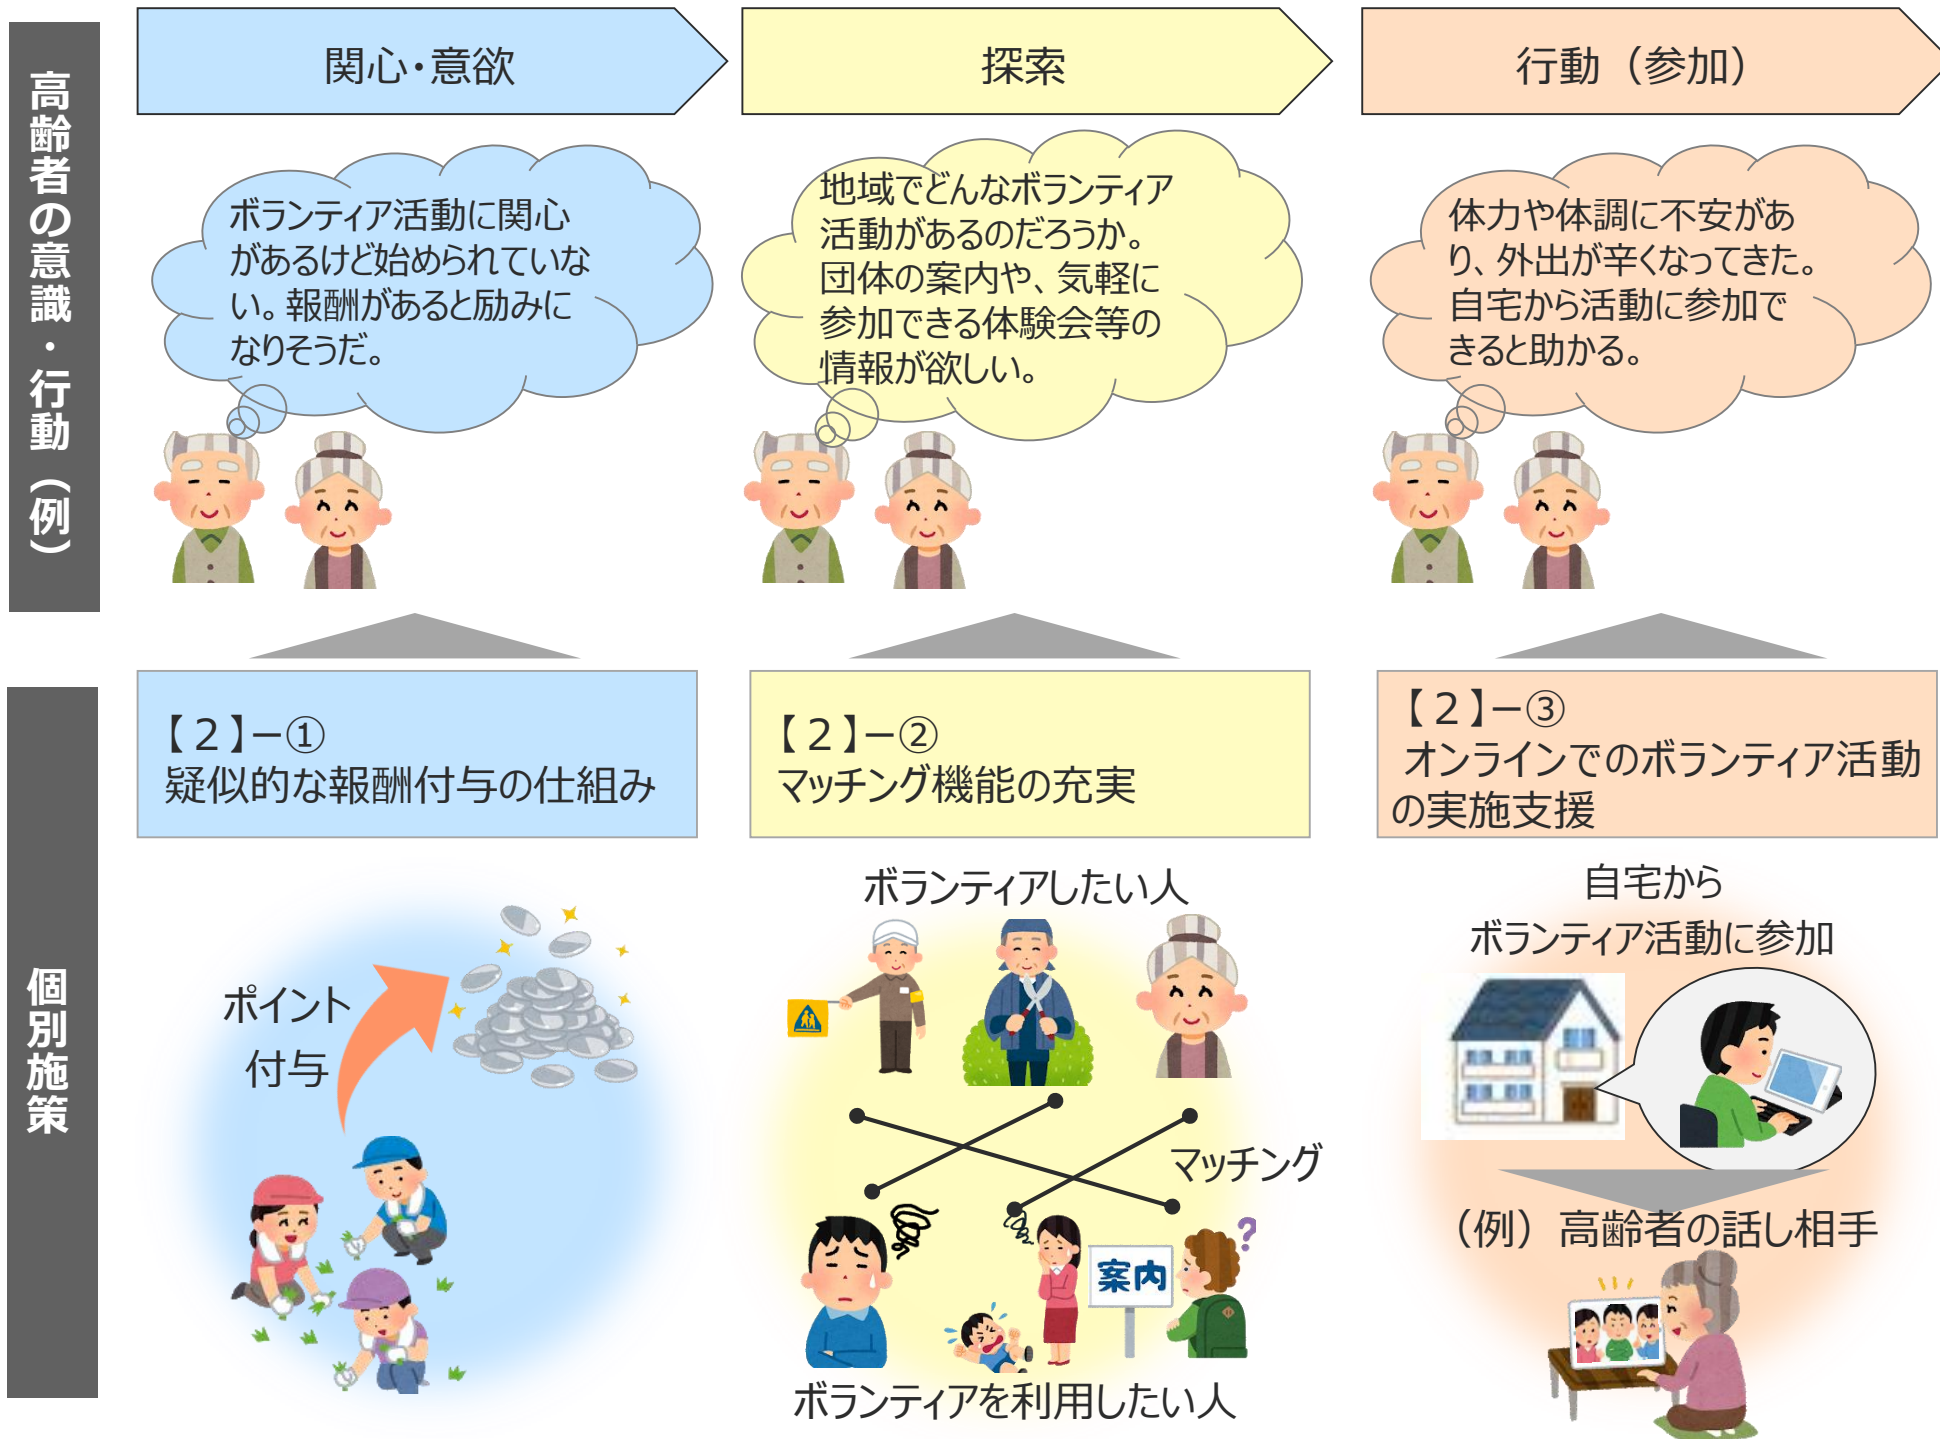 高齢者の意識・行動（例）
関心・意欲
探索
行動（参加）
ボランティア活動に関心
があるけど始められていな
い。報酬があると励みに
なりそうだ。
地域でどんなボランティア
活動があるのだろうか。
団体の案内や、気軽に
参加できる体験会等の
情報が欲しい。
体力や体調に不安があ
り、外出が辛くなってきた。
自宅から活動に参加で
きると助かる。
個別施策
【２】ー①
疑似的な報酬付与の仕組み
【２】ー②
マッチング機能の充実
【２】ー③
オンラインでのボランティア活動
の実施支援
ポイント
付与
ボランティアしたい人
マッチング
案内
ボランティアを利用したい人
自宅から
ボランティア活動に参加
（例）高齢者の話し相手